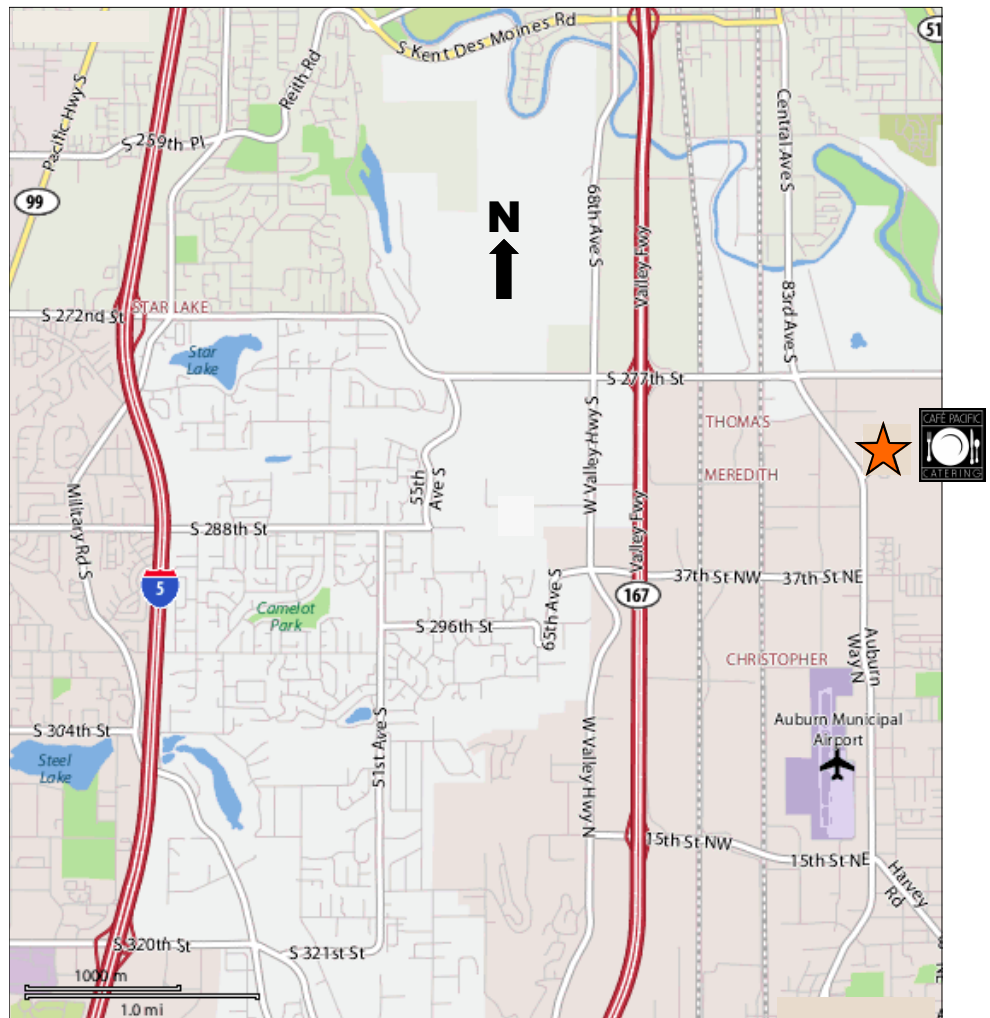 S Kent Des Moines Rd
51
Pacific Hwy S
Reith Rd
S 259th Pl
Central Ave S
99
68th Ave S
N
Valley Fwy
83rd Ave S
STAR LAKE
S 272nd St
Star
Lake
S 277th St
THOMAS
CAFÉ PACIFIC
CATERING
W Valley Hwy S
55th
Ave S
MEREDITH
Military Rd S
S 288th St
Valley Fwy
5
37th St NW
37th St NE
167
Camelot
Park
S 296th St
65th Ave S
Auburn
Way N
CHRISTOPHER
51st Ave S
W Valley Hwy N
Auburn Municipal
Airport
S 304th St
Steel
Lake
15th St NW
15th St NE
Harvey
Rd
S 320th St
S 321st St
1000 m
1.0 mi